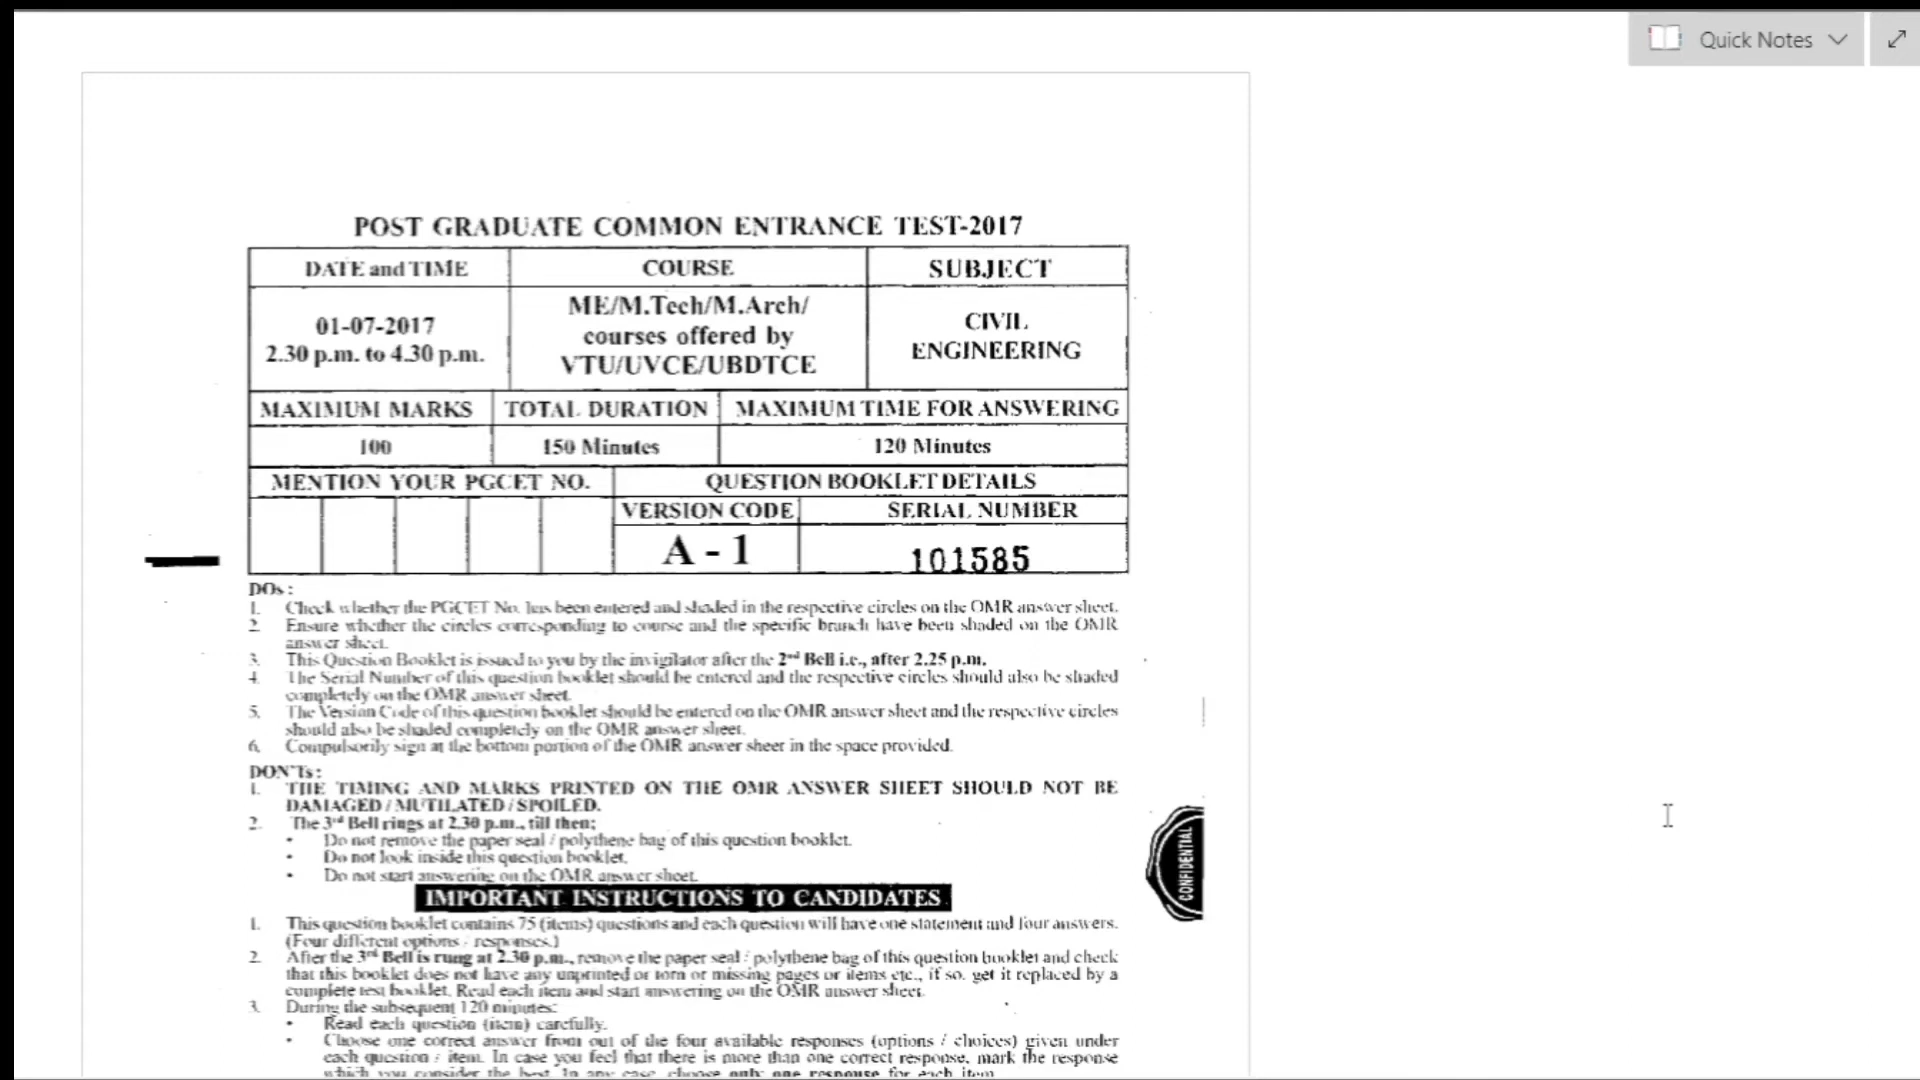 Quick Notes
POST GRADUATE COMMON ENTRANCE TEST-2017
DATE and TIME COURSE SUBJECT
01-07-2017
2.30 p.m. to 4.30 p.m.
ME/M.Tech/M.Arch/
courses offered by
VTU/UVCE/UBDTCE
CIVIL
ENGINEERING
MAXIMUM MARKS TOTAL DURATION MAXIMUM TIME FOR ANSWERING
100 150 Minutes 120 Minutes
MENTION YOUR PGCET NO. QUESTION BOOKLET DETAILS
VERSION CODE SERIAL NUMBER
A - 1 101585
DOs :
1. Check whether the PGCET No. has been entered and shaded in the respective circles on the OMR answer sheet.
2. Ensure whether the circles corresponding to course and the specific branch have been shaded on the OMR
answer sheet.
3. This Question Booklet is issued to you by the invigilator after the 2nd Bell i.e., after 2.25 p.m.
4. The Serial Number of this question booklet should be entered and the respective circles should also be shaded
completely on the OMR answer sheet.
5. The Version Code of this question booklet should be entered on the OMR answer sheet and the respective circles
should also be shaded completely on the OMR answer sheet.
6. Compulsorily sign at the bottom portion of the OMR answer sheet in the space provided.
DON'Ts :
1. THE TIMING AND MARKS PRINTED ON THE OMR ANSWER SHEET SHOULD NOT BE
DAMAGED / MUTILATED / SPOILED.
2. The 3rd Bell rings at 2.30 p.m., till then;
• Do not remove the paper seal / polythene bag of this question booklet.
• Do not look inside this question booklet.
• Do not start answering on the OMR answer sheet.
CONFIDENTIAL
IMPORTANT INSTRUCTIONS TO CANDIDATES
1. This question booklet contains 75 (items) questions and each question will have one statement and four answers.
(Four different options / responses.)
2. After the 3rd Bell is rung at 2.30 p.m., remove the paper seal / polythene bag of this question booklet and check
that this booklet does not have any unprinted or torn or missing pages or items etc., if so, get it replaced by a
complete test booklet. Read each item and start answering on the OMR answer sheet.
3. During the subsequent 120 minutes:
• Read each question (item) carefully.
• Choose one correct answer from out of the four available responses (options / choices) given under
each question / item. In case you feel that there is more than one correct response, mark the response
which you consider the best. In any case, choose only one response for each item.